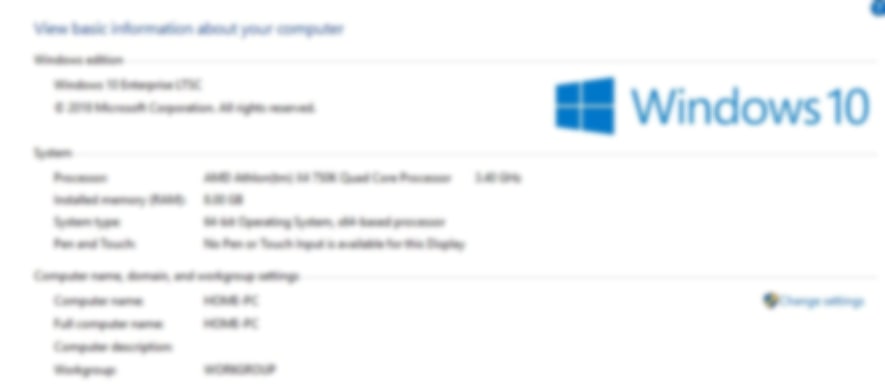 View basic information about your computer
Windows edition
Windows 10 Enterprise LTSC
© 2018 Microsoft Corporation. All rights reserved.
Windows 10
System
Processor: AMD Athlon(tm) X4 Quad Core Processor 3.40 GHz
Installed memory (RAM): 8.00 GB
System type: 64-bit Operating System, x64-based processor
Pen and Touch: No Pen or Touch Input is available for this Display
Computer name, domain, and workgroup settings
Computer name: HOME-PC
Change settings
Full computer name: HOME-PC
Computer description:
Workgroup: WORKGROUP